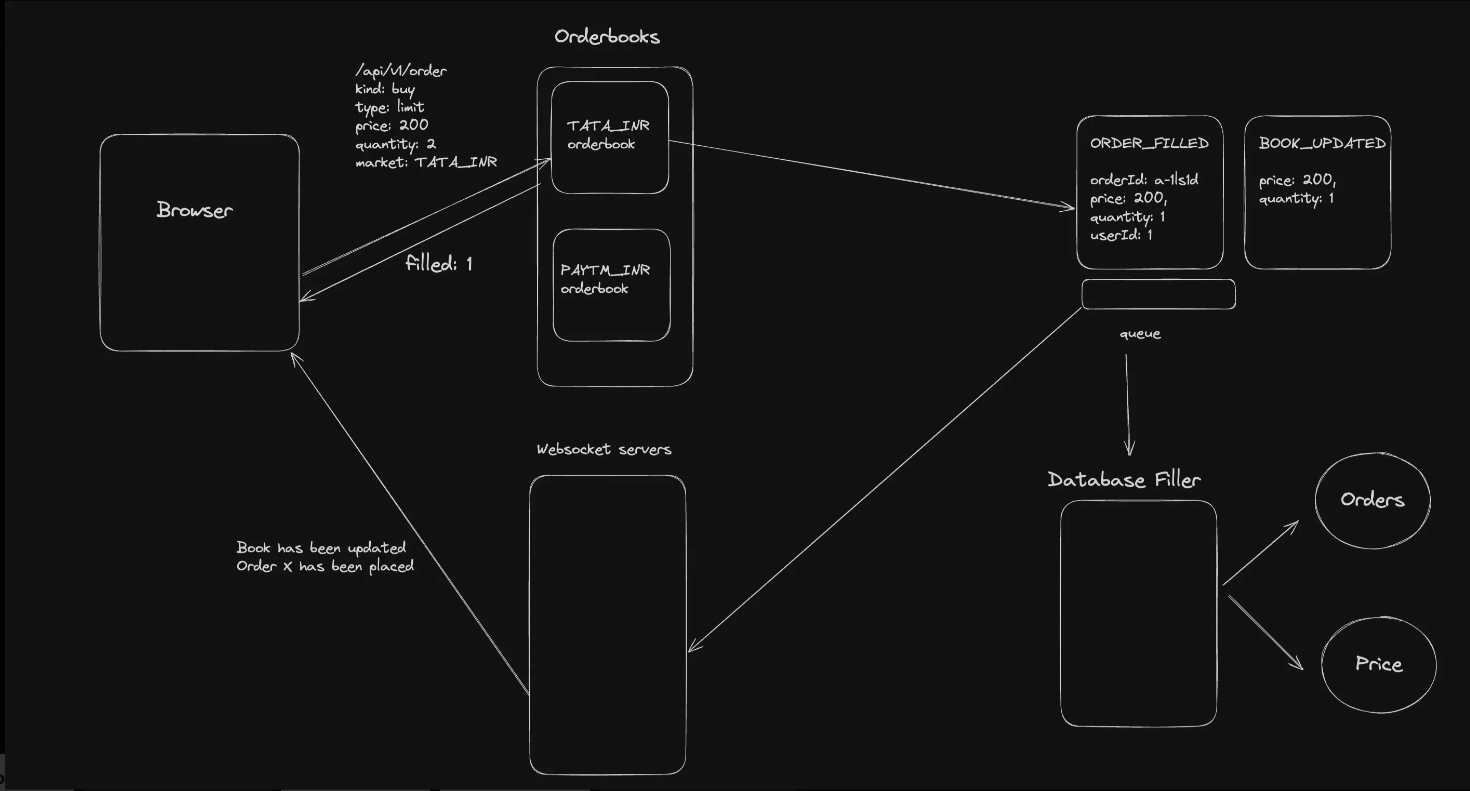 Orderbooks
/api/v1/order
kind: buy
type: limit
price: 200
quantity: 2
market: TATA_INR
TATA_INR
orderbook
ORDER_FILLED
orderId: a-1ls1d
price: 200,
quantity: 1
userId: 1
BOOK_UPDATED
price: 200,
quantity: 1
Browser
filled: 1
PAYTM_INR
orderbook
queue
Websocket servers
Database Filler
Orders
Book has been updated
Order X has been placed
Price